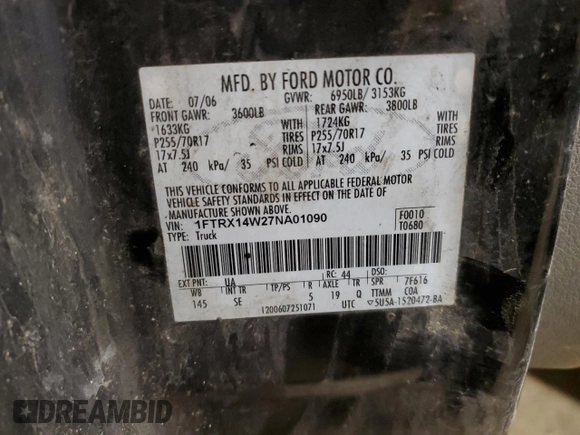 MFD. BY FORD MOTOR CO.
DATE: 07/06 GVWR: 6950LB/ 3153KG
FRONT GAWR: 3600LB REAR GAWR: 3800LB
1633KG WITH 1724KG WITH
P255/70R17 TIRES P255/70R17 TIRES
17x7.5J RIMS 17x7.5J RIMS
AT 240 kPa/ 35 PSI COLD AT 240 kPa/ 35 PSI COLD
THIS VEHICLE CONFORMS TO ALL APPLICABLE FEDERAL MOTOR
VEHICLE SAFETY STANDARDS IN EFFECT ON THE DATE OF
MANUFACTURE SHOWN ABOVE.
VIN: 1FTRX14W27NA01090 F0010
TYPE: Truck T0680
EXT PNT: UA RC: 44 DSO:
WB INT TR TP/PS R AXLE TR SPR 7F616
145 SE 5 19 Q TTMM COA
1200607251071 UTC 5U5A-1520472-BA
DREAMBID